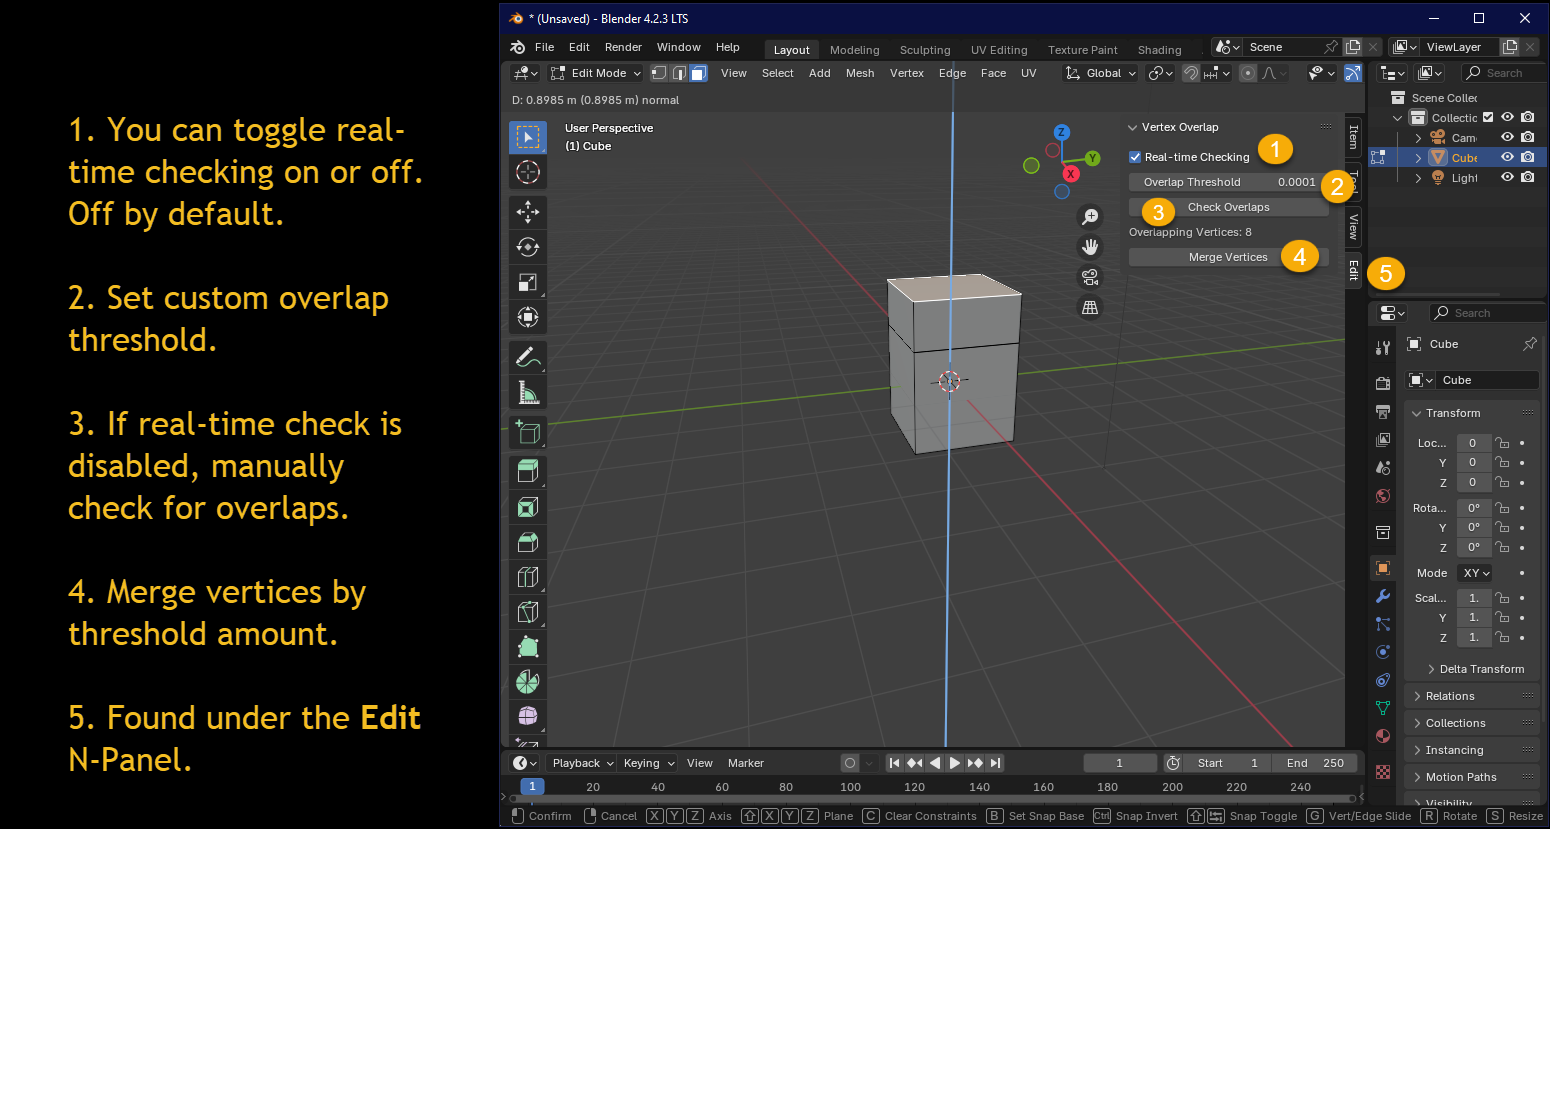 1. You can toggle real-
time checking on or off.
Off by default.
2. Set custom overlap
threshold.
3. If real-time check is
disabled, manually
check for overlaps.
4. Merge vertices by
threshold amount.
5. Found under the Edit
N-Panel.
* (Unsaved) - Blender 4.2.3 LTS
File Edit Render Window Help Layout Modeling Sculpting UV Editing Texture Paint Shading Scene ViewLayer
Edit Mode View Select Add Mesh Vertex Edge Face UV Global Search
D: 0.8985 m (0.8985 m) normal
User Perspective
(1) Cube
Z
Y
X
Vertex Overlap
Real-time Checking 1
Overlap Threshold 0.0001 2
3 Check Overlaps
Overlapping Vertices: 8
Merge Vertices 4
Item
View
Edit
5
Scene Collec
Collectic
Cam
Cube
Light
Search
Cube
Cube
Transform
Loc... 0
Y 0
Z 0
Rota... 0°
Y 0°
Z 0°
Mode XY
Scal... 1.
Y 1.
Z 1.
Delta Transform
Relations
Collections
Instancing
Motion Paths
Visibility
Playback Keying View Marker 1 Start 1 End 250
1 20 40 60 80 100 120 140 160 180 200 220 240
Confirm Cancel X Y Z Axis X Y Z Plane C Clear Constraints B Set Snap Base Ctrl Snap Invert Snap Toggle G Vert/Edge Slide R Rotate S Resize